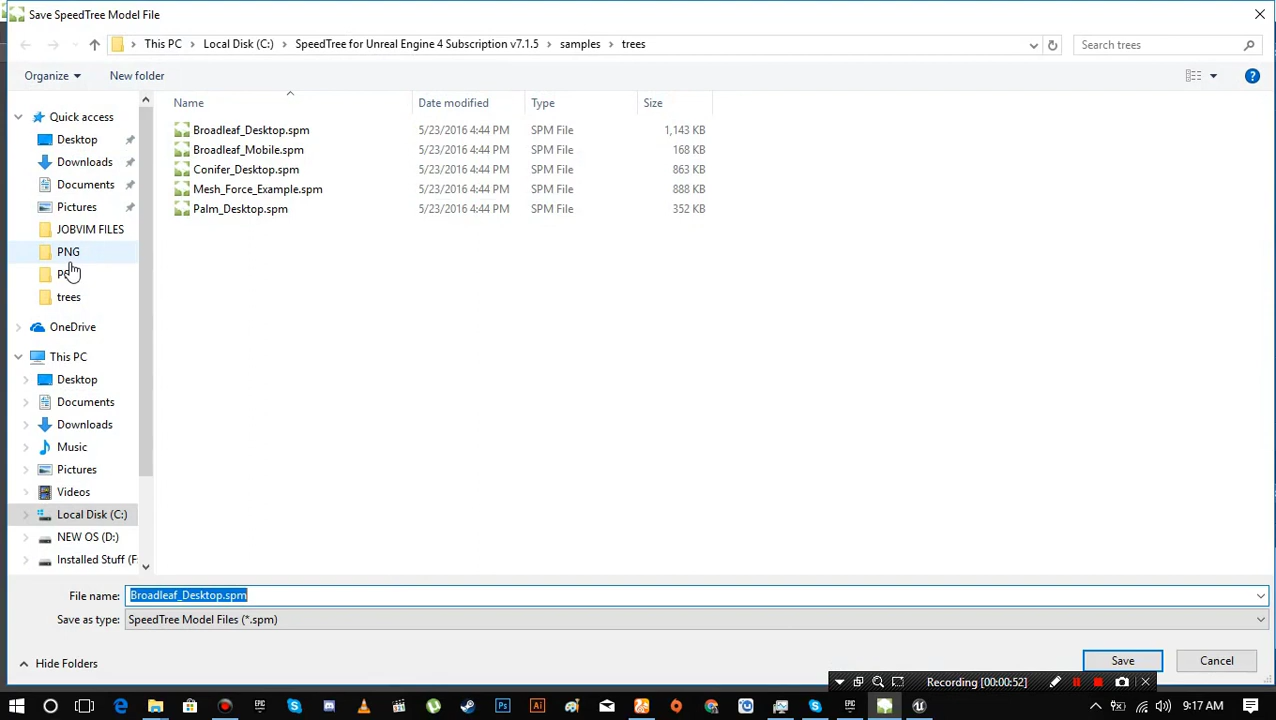 Save SpeedTree Model File
This PC Local Disk (C:) SpeedTree for Unreal Engine 4 Subscription v7.1.5 samples trees
Search trees
Organize New folder
Name Date modified Type Size
Quick access
Desktop
Downloads
Documents
Pictures
JOBVIM FILES
PNG
trees
OneDrive
This PC
Desktop
Documents
Downloads
Music
Pictures
Videos
Local Disk (C:)
NEW OS (D:)
Installed Stuff (F
Broadleaf_Desktop.spm 5/23/2016 4:44 PM SPM File 1,143 KB
Broadleaf_Mobile.spm 5/23/2016 4:44 PM SPM File 168 KB
Conifer_Desktop.spm 5/23/2016 4:44 PM SPM File 863 KB
Mesh_Force_Example.spm 5/23/2016 4:44 PM SPM File 888 KB
Palm_Desktop.spm 5/23/2016 4:44 PM SPM File 352 KB
File name: Broadleaf_Desktop.spm
Save as type: SpeedTree Model Files (*.spm)
Hide Folders
Save Cancel
Recording [00:00:52]
EPIC
Ps
Ai
EPIC
9:17 AM